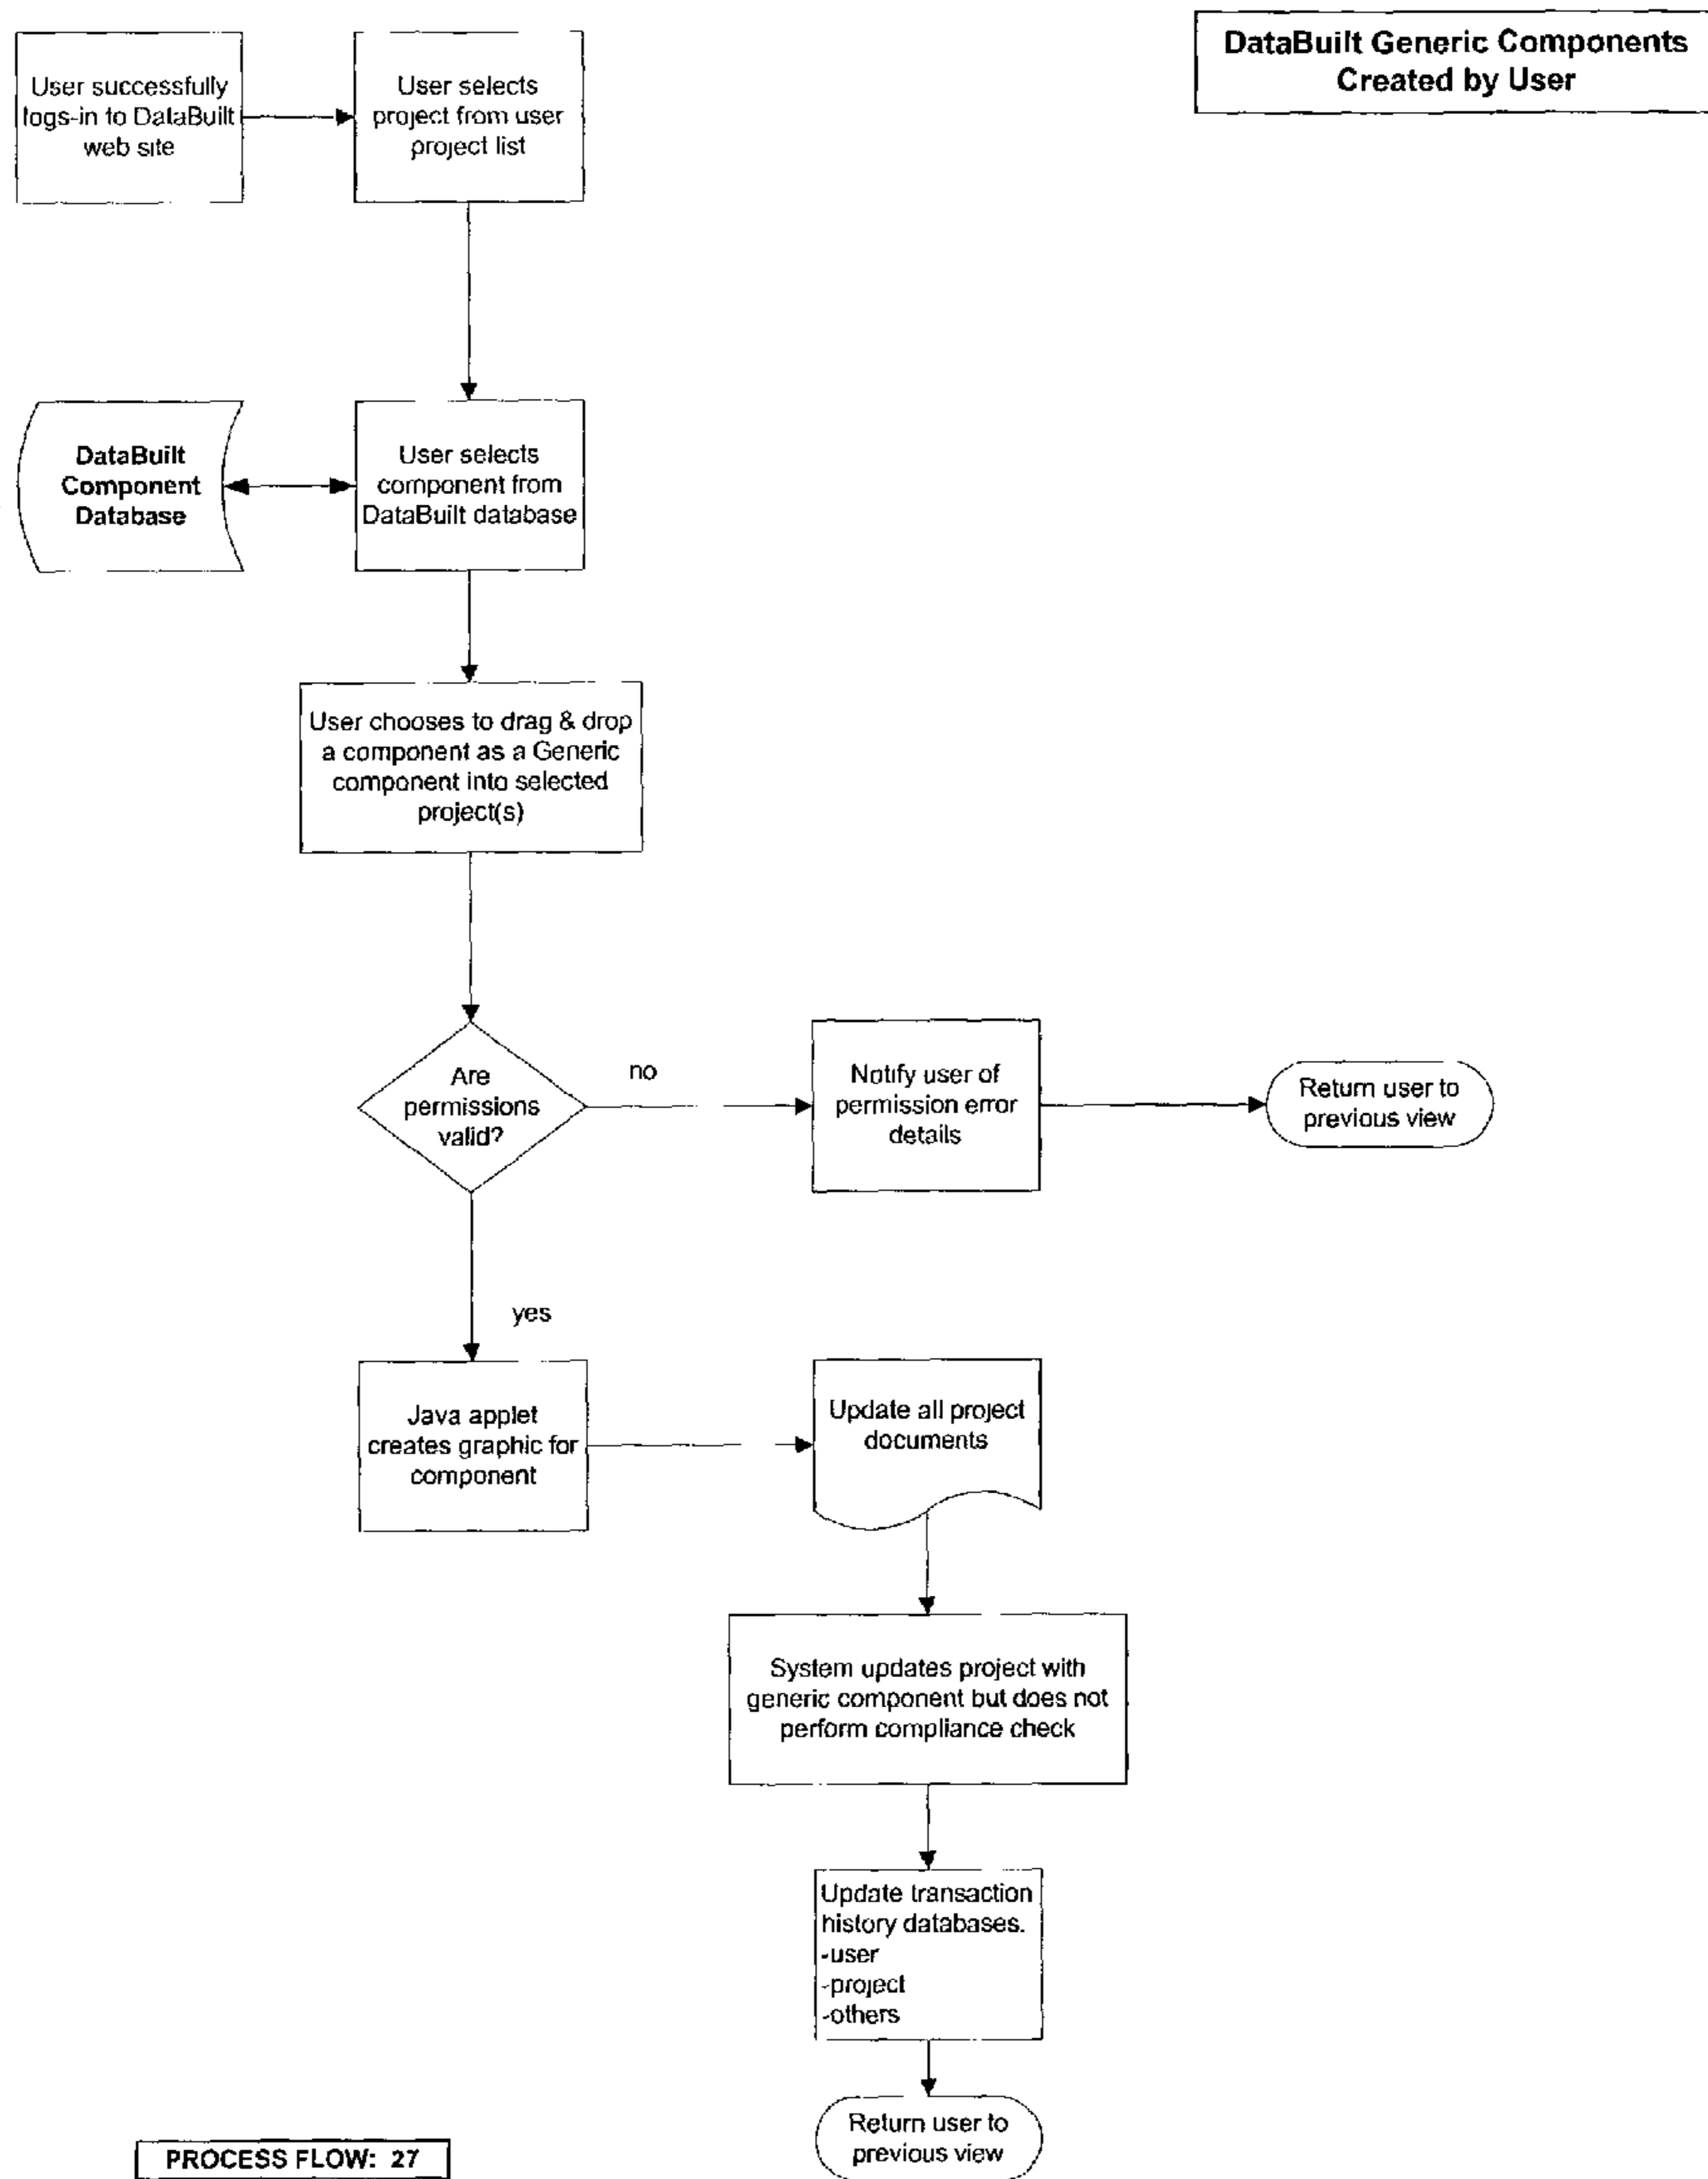 DataBuilt Generic Components
Created by User
User successfully
logs-in to DataBuilt
web site
User selects
project from user
project list
DataBuilt
Component
Database
User selects
component from
DataBuilt database
User chooses to drag & drop
a component as a Generic
component into selected
project(s)
Are
permissions
valid?
no
Notify user of
permission error
details
Return user to
previous view
yes
Java applet
creates graphic for
component
Update all project
documents
System updates project with
generic component but does not
perform compliance check
Update transaction
history databases.
-user
-project
-others
Return user to
previous view
PROCESS FLOW: 27